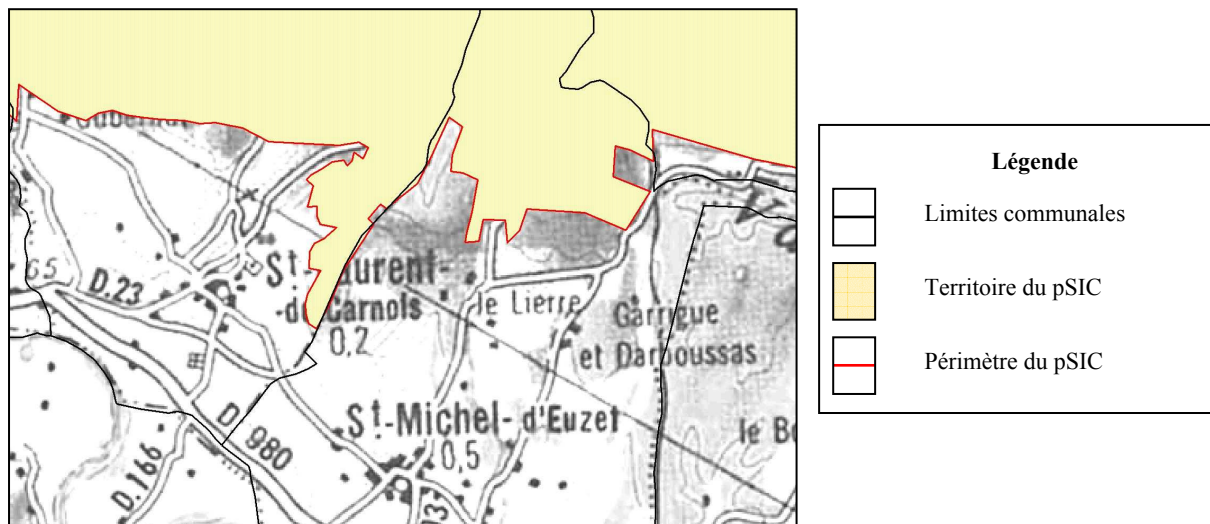 65
D.23
St-Laurent-
-de-Carnols
0,2
le Lierre
Garrigue
et Darboussas
St-Michel-d'Euzet
0,5
D 980
D.166
le
Légende
Limites communales
Territoire du pSIC
Périmètre du pSIC